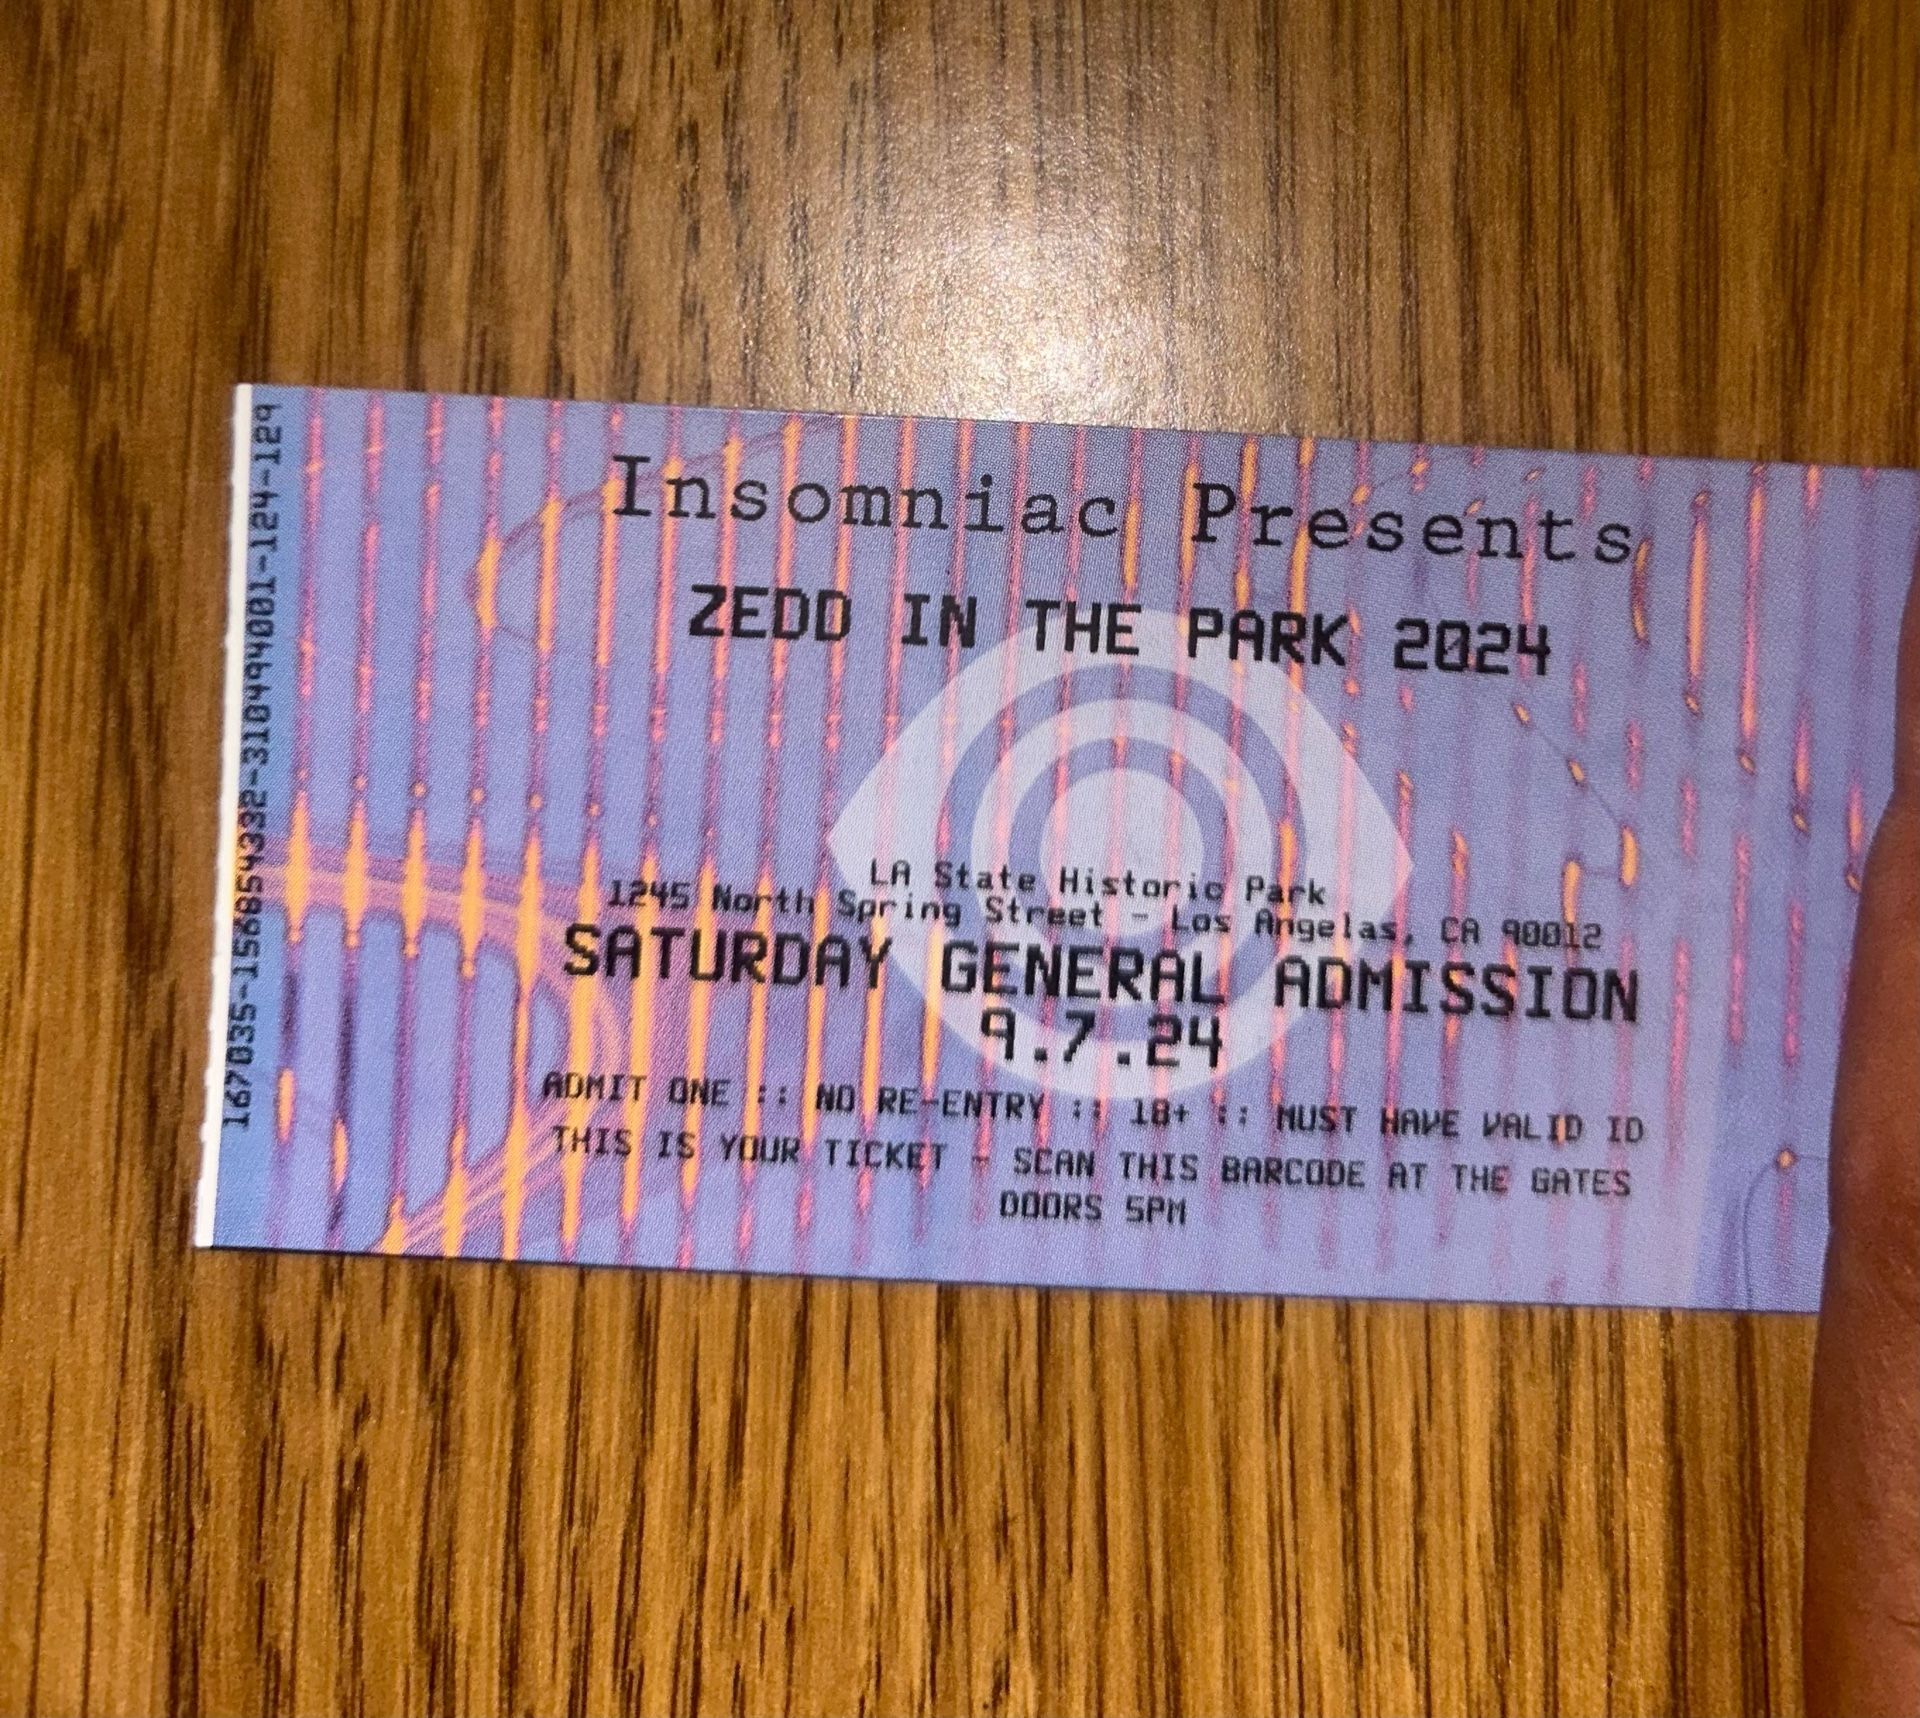 Insomniac Presents
ZEDD IN THE PARK 2024
LA State Historic Park
1245 North Spring Street - Los Angelas, CA 90012
SATURDAY GENERAL ADMISSION
9.7.24
ADMIT ONE :: NO RE-ENTRY :: 18+ :: MUST HAVE VALID ID
THIS IS YOUR TICKET - SCAN THIS BARCODE AT THE GATES
DOORS 5PM
167035-1568854332-310494001-124-129